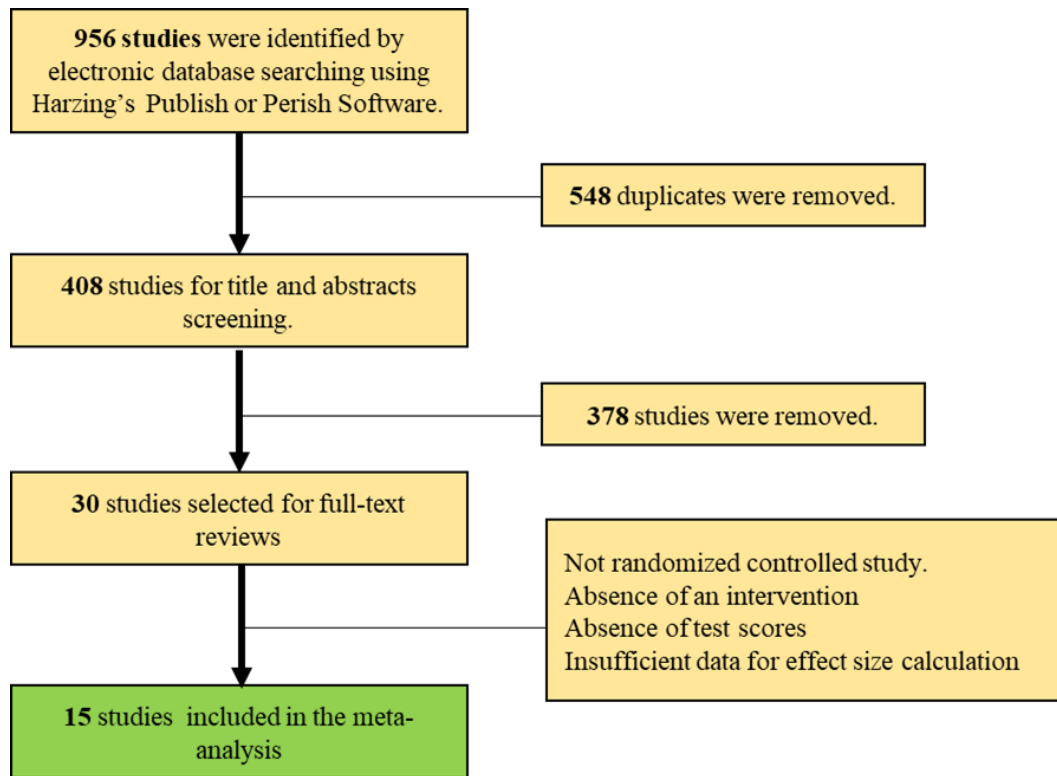 956 studies were identified by
electronic database searching using
Harzing’s Publish or Perish Software.
548 duplicates were removed.
408 studies for title and abstracts
screening.
378 studies were removed.
30 studies selected for full-text
reviews
Not randomized controlled study.
Absence of an intervention
Absence of test scores
Insufficient data for effect size calculation
15 studies included in the meta-
analysis